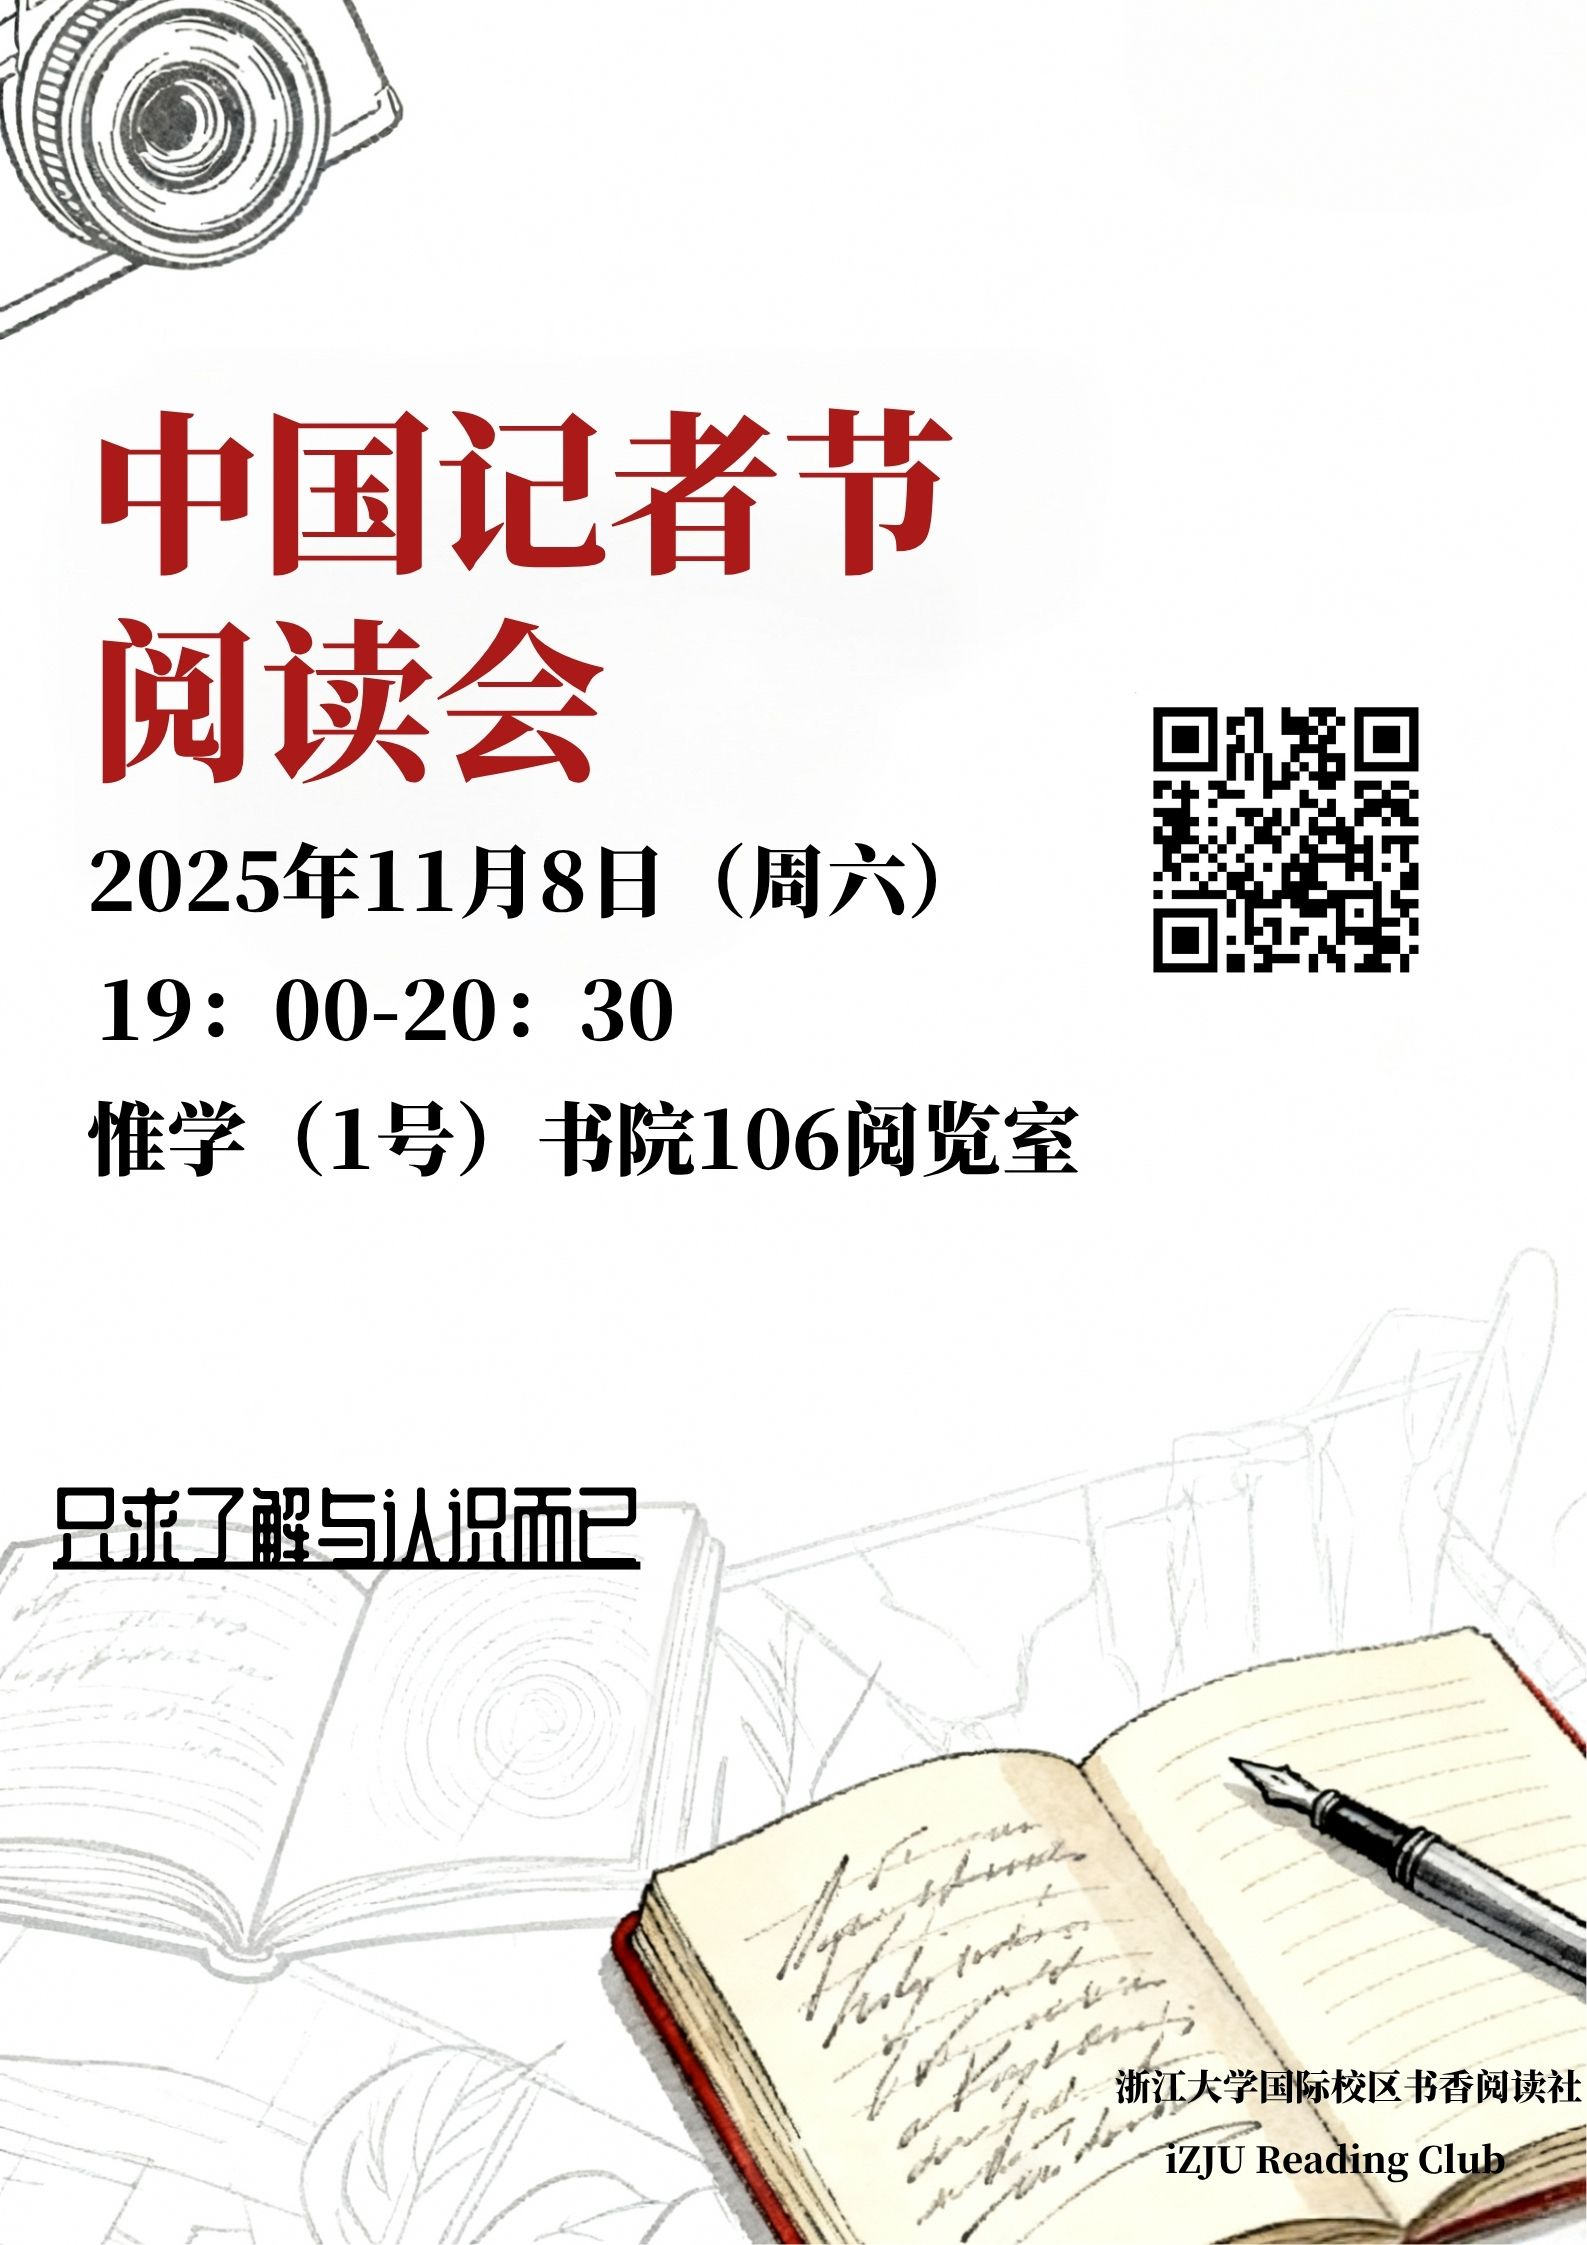 中国记者节
阅读会
2025年11月8日（周六）
19：00-20：30
惟学（1号）书院106阅览室
只求了解与认识而已
浙江大学国际校区书香阅读社
iZJU Reading Club